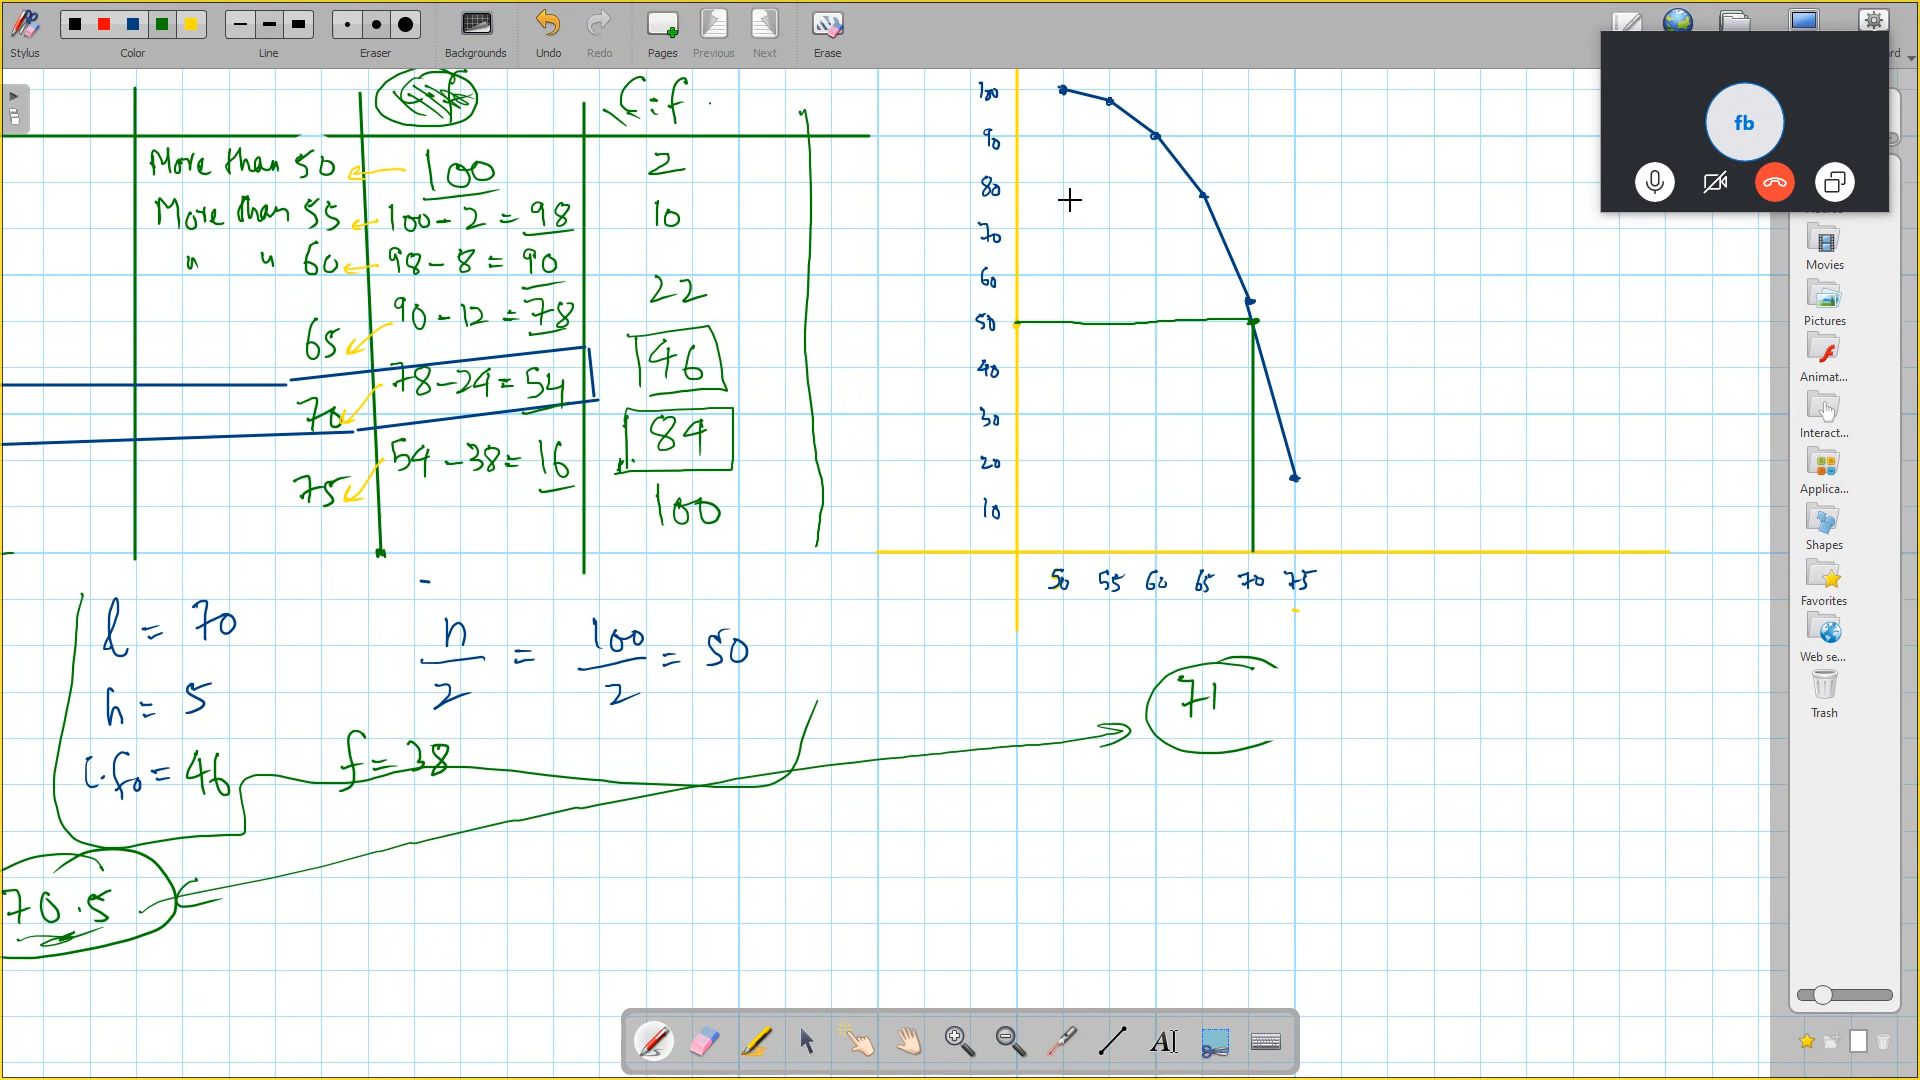 Stylus Color Line Eraser Backgrounds Undo Redo Pages Previous Next Erase
fb
c.f
More than 50 100 2
More than 55 100 - 2 = 98 10
" " 60 98 - 8 = 90
22
65 90 - 12 = 78
46
70 78 - 24 = 54
84
75 54 - 38 = 16
100
100
90
80
70
60
50
40
30
20
10
50 55 60 65 70 75
l = 70
n/2 = 100/2 = 50
h = 5
c.f₀ = 46 f = 38
71
70.5
Movies
Pictures
Animat...
Interact...
Applica...
Shapes
Favorites
Web se...
Trash